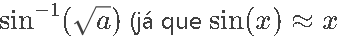 sin⁻¹(√a) (já que sin(x) ≈ x